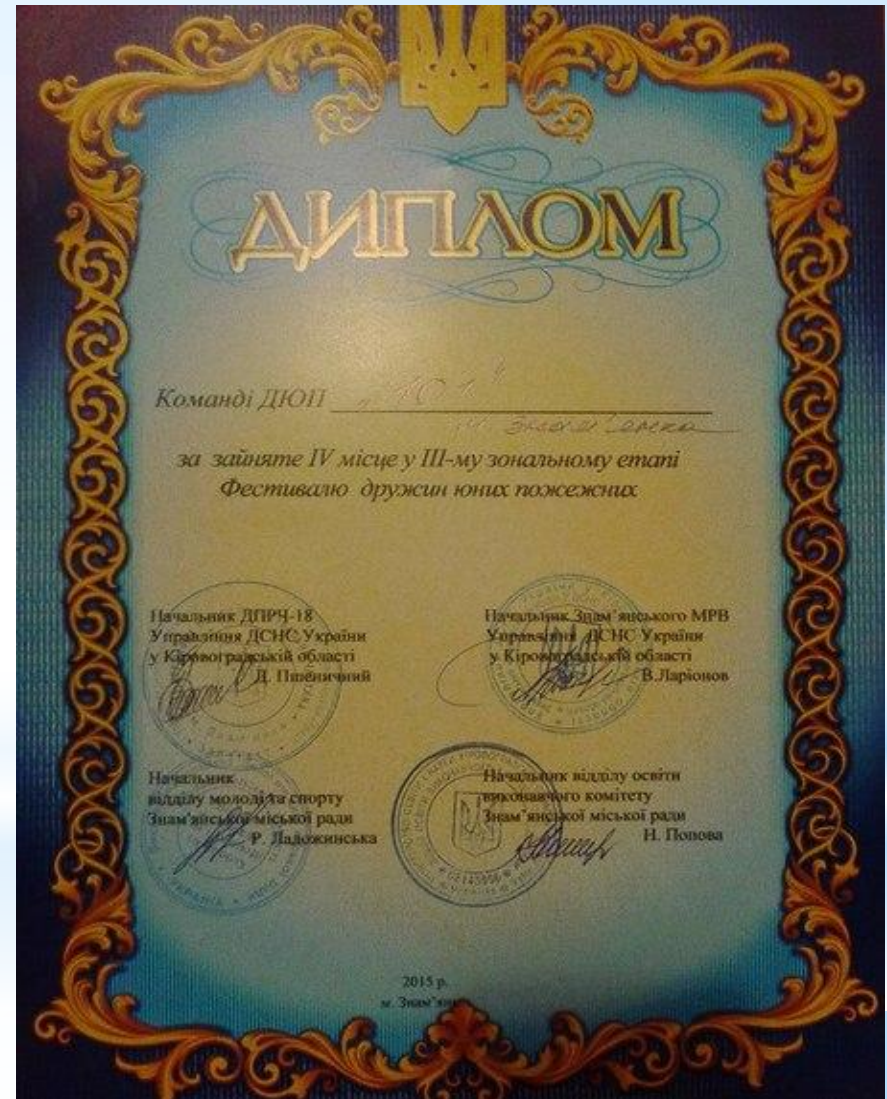 ДИПЛОМ
Команді ДЮП „101"
за зайняте IV місце у III-му зональному етапі
Фестивалю дружин юних пожежних
Начальник ДПРЧ-18
Управління ДСНС України
у Кіровоградській області
Д. Пшеничний
Начальник Знам'янського МРВ
Управління ДСНС України
у Кіровоградській області
В.Ларіонов
Начальник
відділу молоді та спорту
Знам'янської міської ради
Р. Ладожинська
Начальник відділу освіти
виконавчого комітету
Знам'янської міської ради
Н. Попова
2015 р.